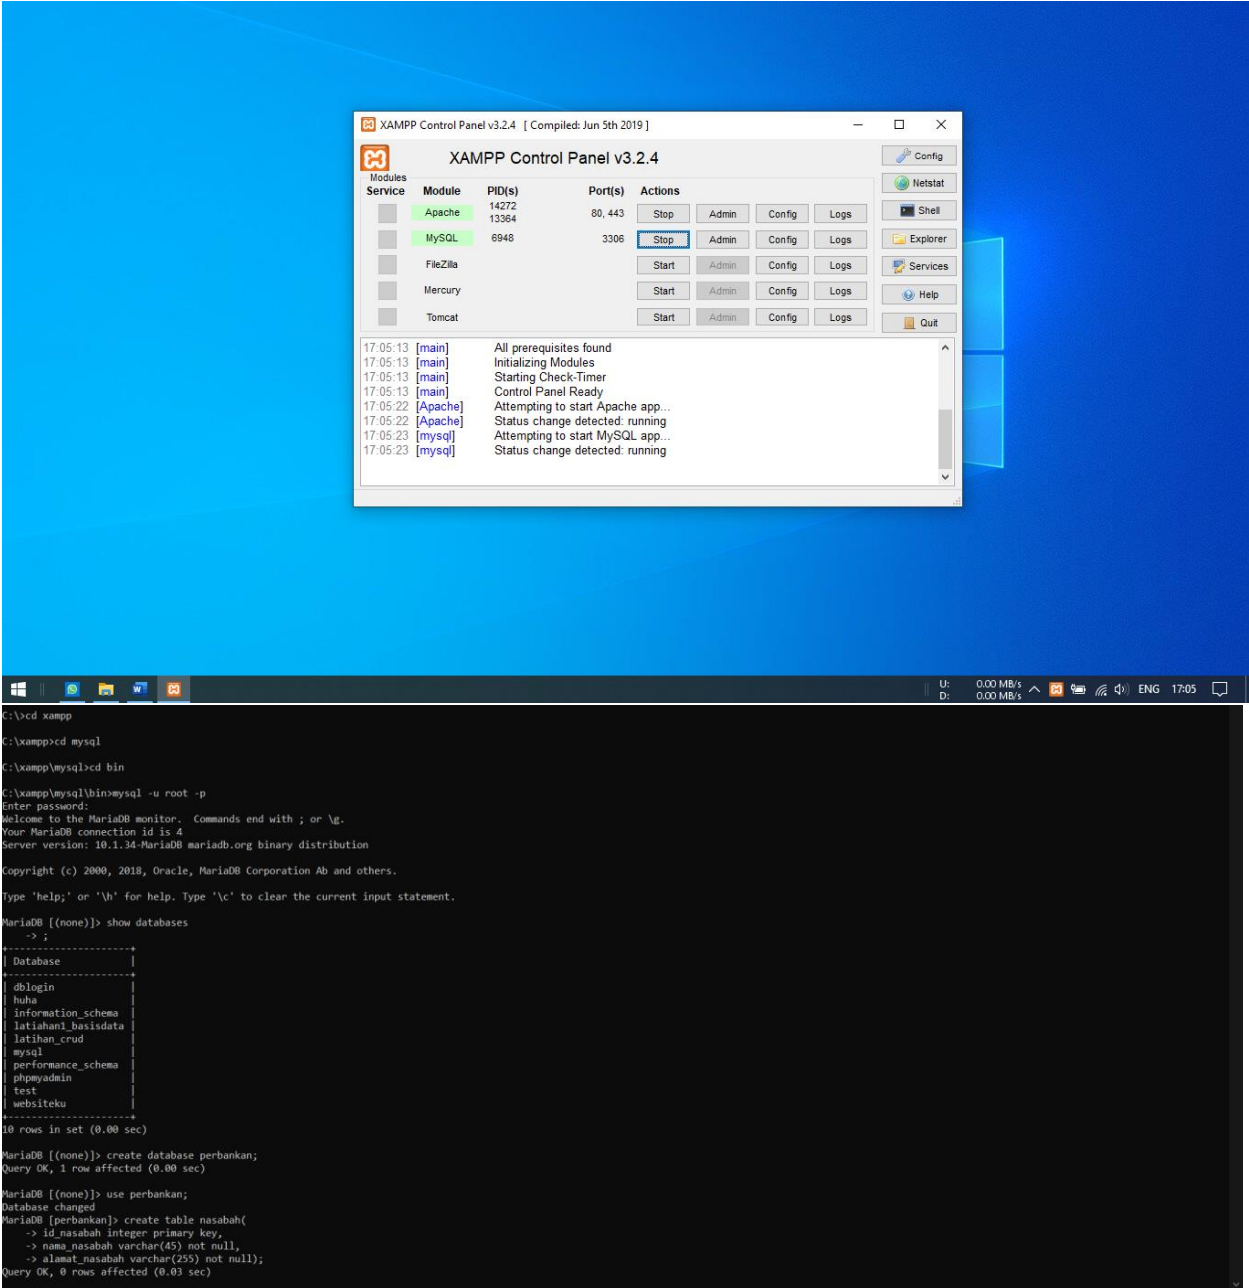 XAMPP Control Panel v3.2.4 [ Compiled: Jun 5th 2019 ]
XAMPP Control Panel v3.2.4
Config
Modules
Service Module PID(s) Port(s) Actions
Netstat
Apache 14272 13364 80, 443 Stop Admin Config Logs
Shell
MySQL 6948 3306 Stop Admin Config Logs
Explorer
FileZilla Start Admin Config Logs
Services
Mercury Start Admin Config Logs
Help
Tomcat Start Admin Config Logs
Quit
17:05:13 [main] All prerequisites found
17:05:13 [main] Initializing Modules
17:05:13 [main] Starting Check-Timer
17:05:13 [main] Control Panel Ready
17:05:22 [Apache] Attempting to start Apache app...
17:05:22 [Apache] Status change detected: running
17:05:23 [mysql] Attempting to start MySQL app...
17:05:23 [mysql] Status change detected: running
U: 0.00 MB/s
D: 0.00 MB/s
ENG 17:05
C:\>cd xampp
C:\xampp>cd mysql
C:\xampp\mysql>cd bin
C:\xampp\mysql\bin>mysql -u root -p
Enter password:
Welcome to the MariaDB monitor.  Commands end with ; or \g.
Your MariaDB connection id is 4
Server version: 10.1.34-MariaDB mariadb.org binary distribution
Copyright (c) 2000, 2018, Oracle, MariaDB Corporation Ab and others.
Type 'help;' or '\h' for help. Type '\c' to clear the current input statement.
MariaDB [(none)]> show databases
    -> ;
+---------------------+
| Database            |
+---------------------+
| dblogin             |
| huha                |
| information_schema  |
| latiahan1_basisdata |
| latihan_crud        |
| mysql               |
| performance_schema  |
| phpmyadmin          |
| test                |
| websiteku           |
+---------------------+
10 rows in set (0.00 sec)
MariaDB [(none)]> create database perbankan;
Query OK, 1 row affected (0.00 sec)
MariaDB [(none)]> use perbankan;
Database changed
MariaDB [perbankan]> create table nasabah(
    -> id_nasabah integer primary key,
    -> nama_nasabah varchar(45) not null,
    -> alamat_nasabah varchar(255) not null);
Query OK, 0 rows affected (0.03 sec)